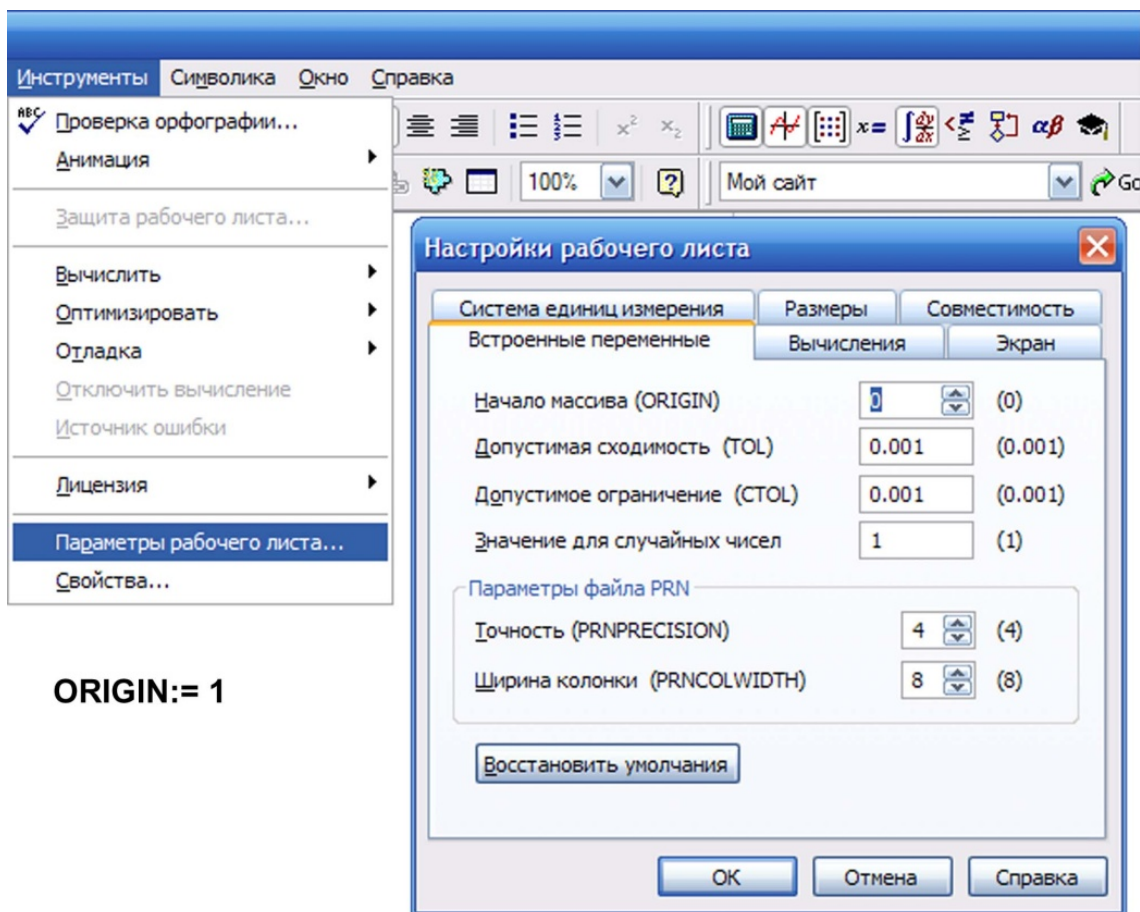 Инструменты Символика Окно Справка
ABC Проверка орфографии...
Анимация
100% Мой сайт Go
Защита рабочего листа...
Вычислить
Оптимизировать
Отладка
Отключить вычисление
Источник ошибки
Лицензия
Параметры рабочего листа...
Свойства...
ORIGIN:= 1
Настройки рабочего листа
Система единиц измерения Размеры Совместимость
Встроенные переменные Вычисления Экран
Начало массива (ORIGIN) 0 (0)
Допустимая сходимость (TOL) 0.001 (0.001)
Допустимое ограничение (CTOL) 0.001 (0.001)
Значение для случайных чисел 1 (1)
Параметры файла PRN
Точность (PRNPRECISION) 4 (4)
Ширина колонки (PRNCOLWIDTH) 8 (8)
Восстановить умолчания
OK Отмена Справка